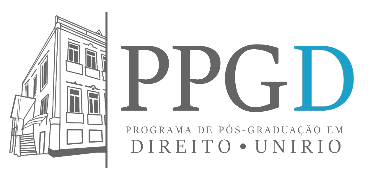 PPGD
PROGRAMA DE PÓS-GRADUAÇÃO EM
DIREITO • UNIRIO